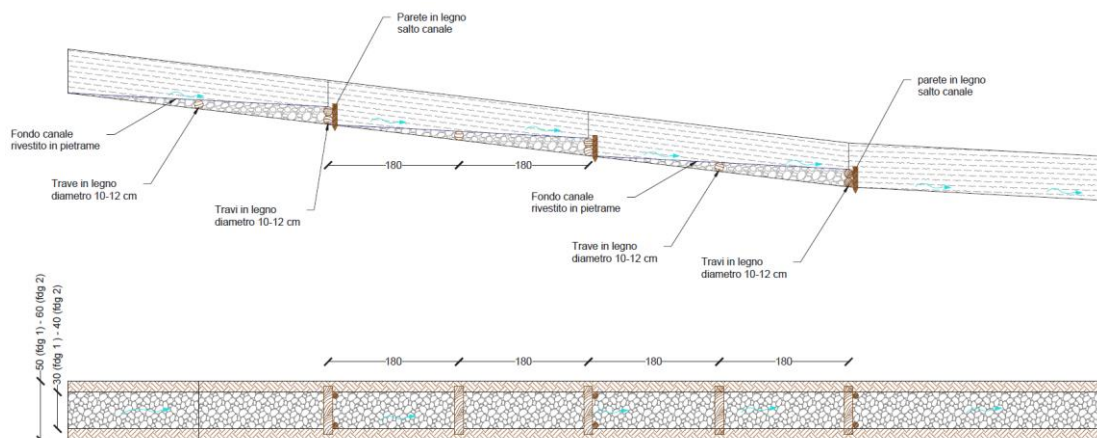 Parete in legno
salto canale
parete in legno
salto canale
Fondo canale
rivestito in pietrame
Trave in legno
diametro 10-12 cm
Travi in legno
diametro 10-12 cm
180
180
Fondo canale
rivestito in pietrame
Trave in legno
diametro 10-12 cm
Travi in legno
diametro 10-12 cm
50 (fdg 1) - 60 (fdg 2)
30 (fdg 1 ) - 40 (fdg 2)
180
180
180
180